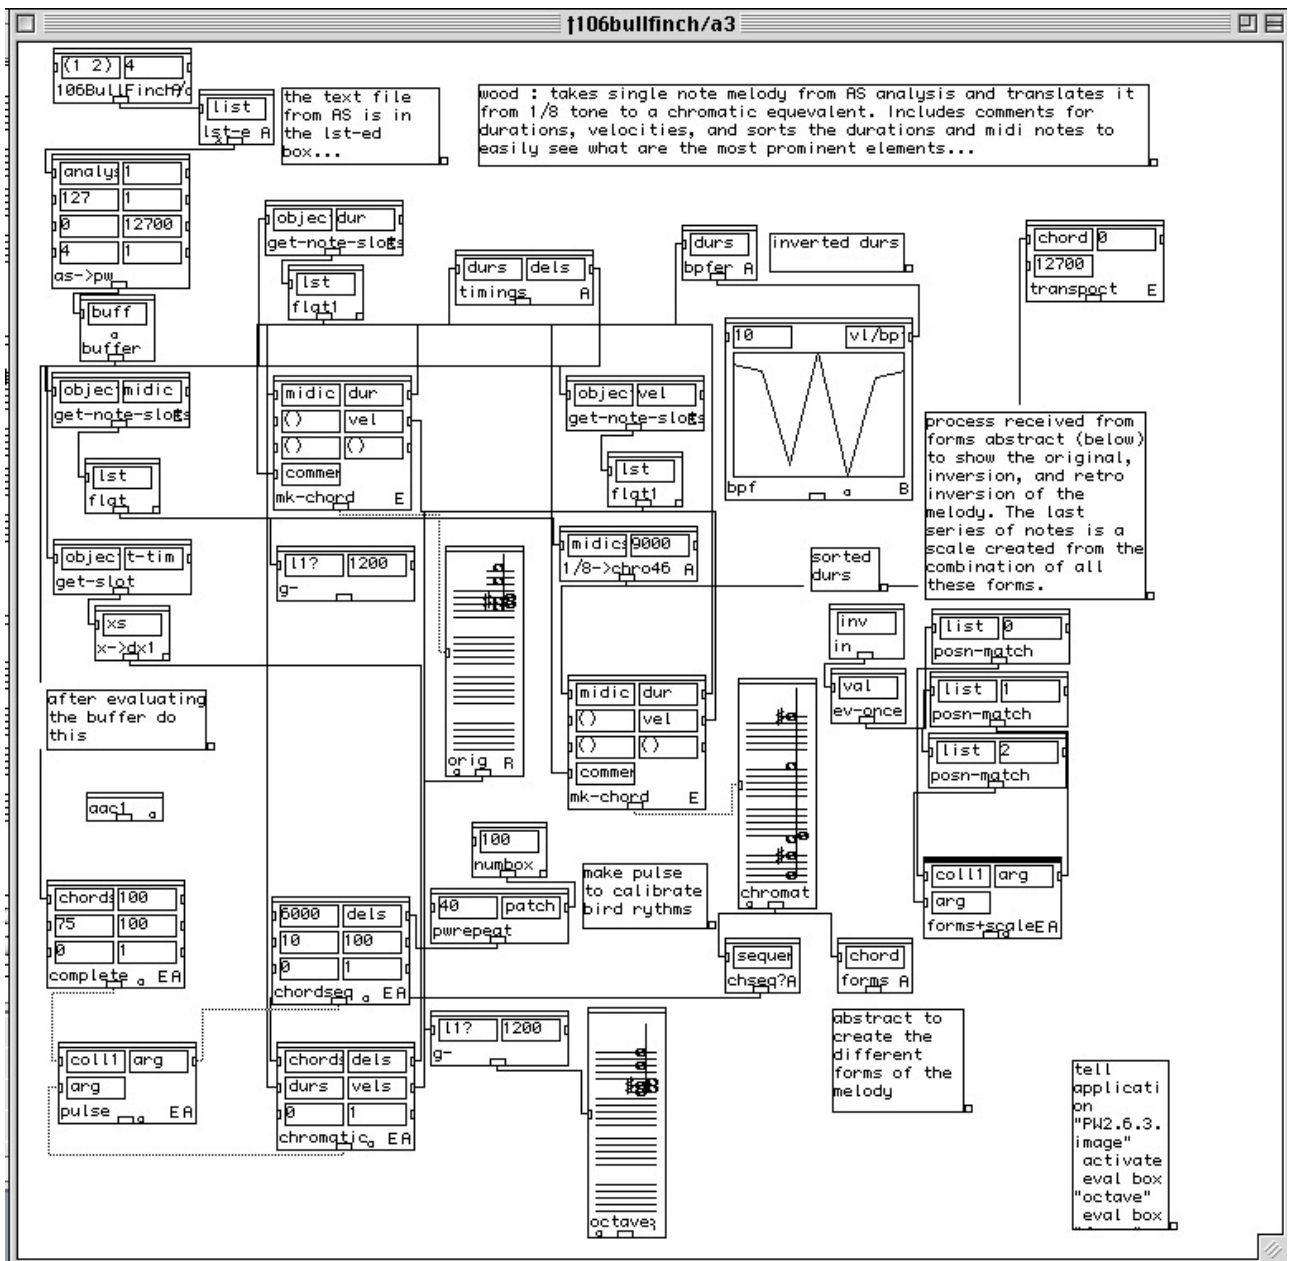 †106bullfinch/a3
(1 2) 4
106BullFinch/a
list
lst-e A
the text file
from AS is in
the lst-ed
box...
wood : takes single note melody from AS analysis and translates it
from 1/8 tone to a chromatic equevalent. Includes comments for
durations, velocities, and sorts the durations and midi notes to
easily see what are the most prominent elements...
analys 1
127 1
0 12700
4 1
as->pw
objec dur
get-note-slots
lst
flat1
durs dels
timings A
durs
bpfer A
inverted durs
chord 0
12700
transpoct E
buff
a
buffer
10 vl/bpf
bpf a B
objec midic
get-note-slots
lst
flat
midic dur
() vel
() ()
commen
mk-chord E
objec vel
get-note-slots
lst
flat1
process received from
forms abstract (below)
to show the original,
inversion, and retro
inversion of the
melody. The last
series of notes is a
scale created from the
combination of all
these forms.
object t-tim
get-slot
l1? 1200
g-
midics 9000
1/8->chro46 A
sorted
durs
xs
x->dx1
orig R
a
inv
in
val
ev-once
list 0
posn-match
list 1
posn-match
list 2
posn-match
after evaluating
the buffer do
this
midic dur
() vel
() ()
commen
mk-chord E
aac1 a
chromat
a
100
numbox
make pulse
to calibrate
bird rythms
coll1 arg
arg
forms+scale EA
chords 100
75 100
0 1
complete a EA
6000 dels
10 100
0 1
chordseq a EA
40 patch
pwrepeat
sequen
chseq? A
chord
forms A
coll1 arg
arg
pulse a EA
chords dels
durs vels
0 1
chromatic a EA
l1? 1200
g-
octave
a
abstract to
create the
different
forms of the
melody
tell
applicati
on
"PW2.6.3.
image"
activate
eval box
"octave"
eval box